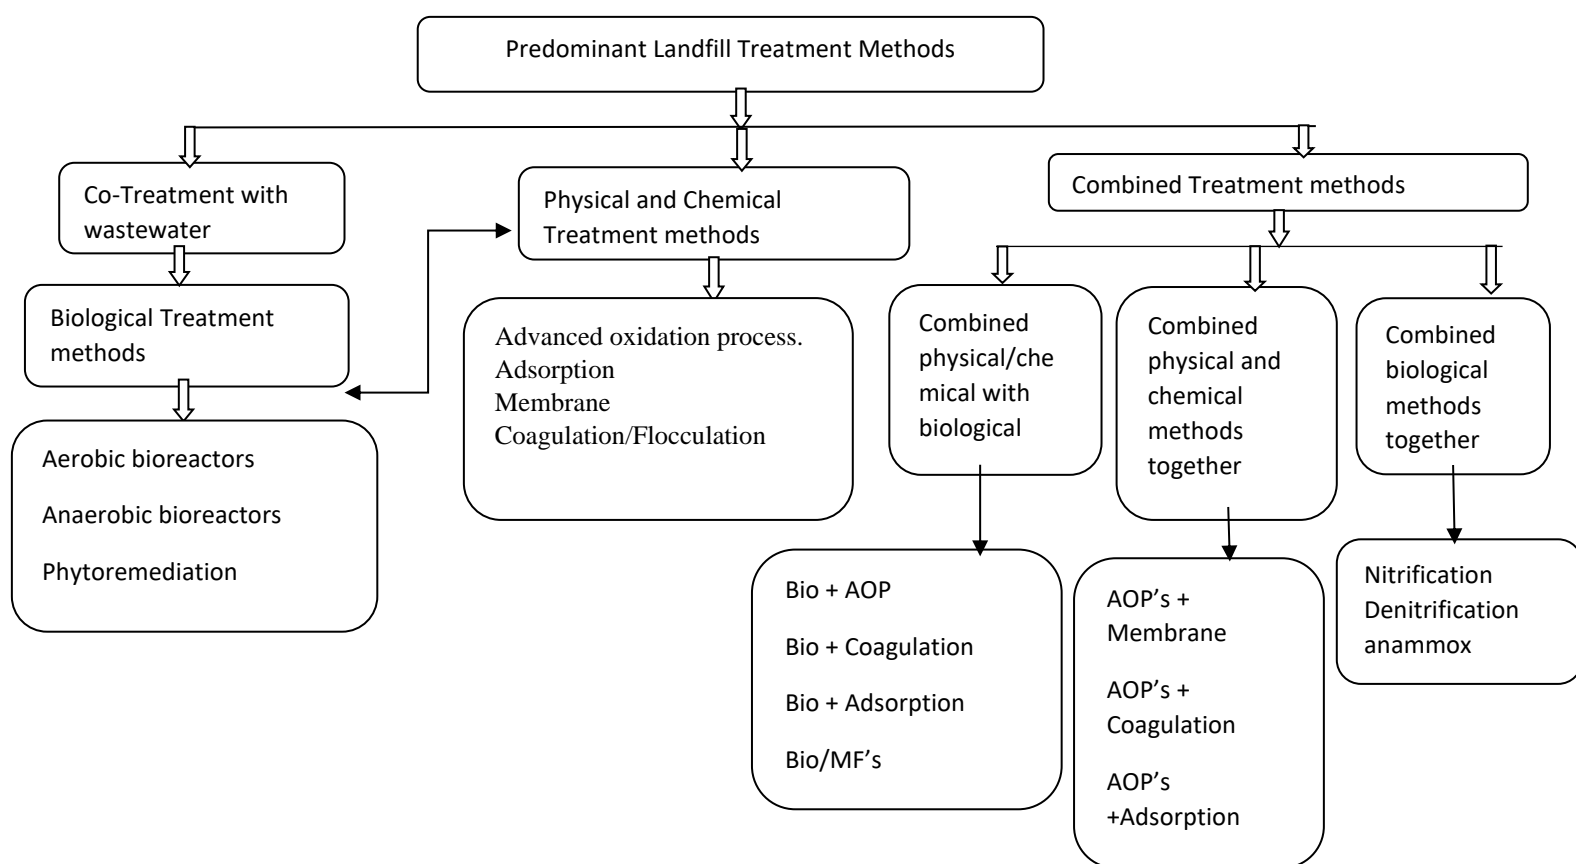 Predominant Landfill Treatment Methods
Co-Treatment with
wastewater
Physical and Chemical
Treatment methods
Combined Treatment methods
Biological Treatment
methods
Advanced oxidation process.
Adsorption
Membrane
Coagulation/Flocculation
Combined
physical/che
mical with
biological
Combined
physical and
chemical
methods
together
Combined
biological
methods
together
Aerobic bioreactors
Anaerobic bioreactors
Phytoremediation
Bio + AOP
Bio + Coagulation
Bio + Adsorption
Bio/MF’s
AOP’s +
Membrane
AOP’s +
Coagulation
AOP’s
+Adsorption
Nitrification
Denitrification
anammox